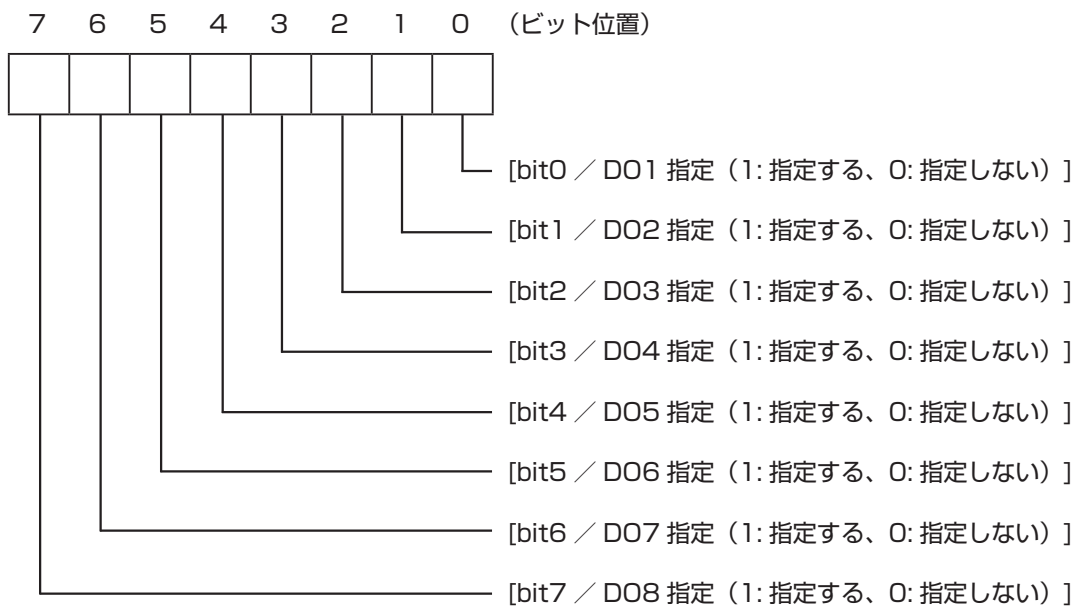 7 6 5 4 3 2 1 0 (ビット位置)
[bit0 / DO1 指定(1: 指定する、0: 指定しない)]
[bit1 / DO2 指定(1: 指定する、0: 指定しない)]
[bit2 / DO3 指定(1: 指定する、0: 指定しない)]
[bit3 / DO4 指定(1: 指定する、0: 指定しない)]
[bit4 / DO5 指定(1: 指定する、0: 指定しない)]
[bit5 / DO6 指定(1: 指定する、0: 指定しない)]
[bit6 / DO7 指定(1: 指定する、0: 指定しない)]
[bit7 / DO8 指定(1: 指定する、0: 指定しない)]